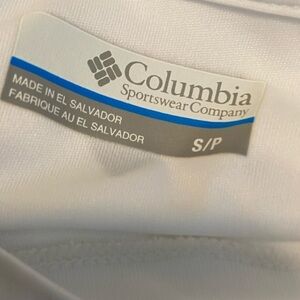 Columbia
Sportswear Company
MADE IN EL SALVADOR
FABRIQUE AU EL SALVADOR
S/P